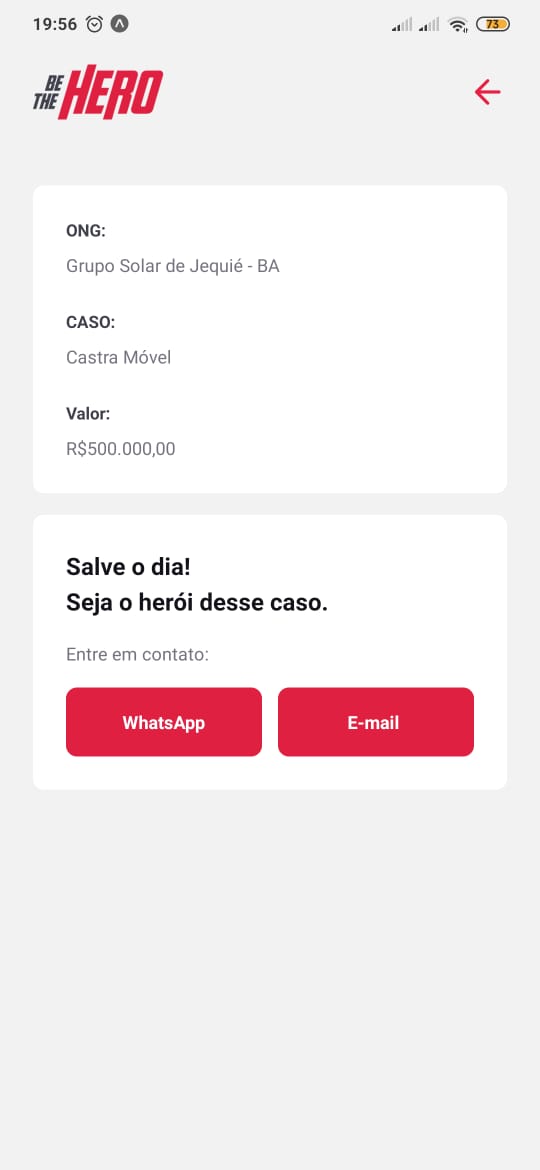 19:56
73
BE
THE HERO
ONG:
Grupo Solar de Jequié - BA
CASO:
Castra Móvel
Valor:
R$500.000,00
Salve o dia!
Seja o herói desse caso.
Entre em contato:
WhatsApp E-mail